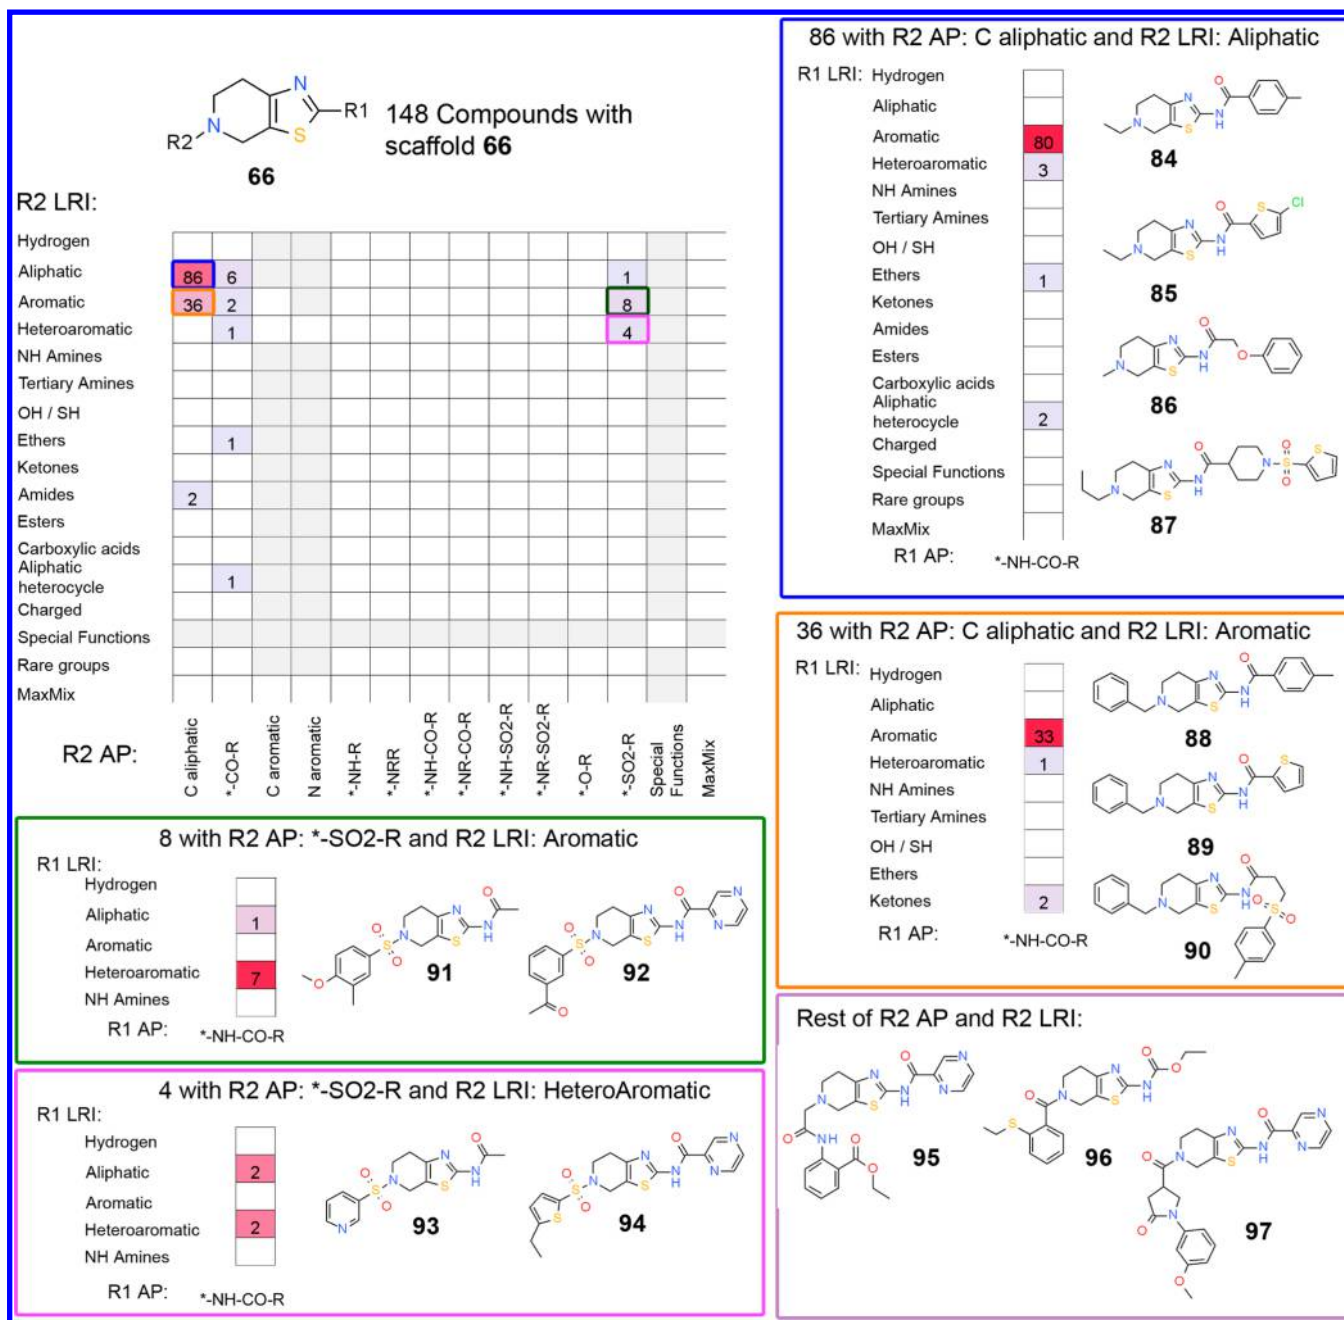 N
N
S
R1
R2
66
148 Compounds with
scaffold 66
R2 LRI:
Hydrogen
Aliphatic 86 6 1
Aromatic 36 2 8
Heteroaromatic 1 4
NH Amines
Tertiary Amines
OH / SH
Ethers 1
Ketones
Amides 2
Esters
Carboxylic acids
Aliphatic
heterocycle 1
Charged
Special Functions
Rare groups
MaxMix
R2 AP:
C aliphatic
*-CO-R
C aromatic
N aromatic
*-NH-R
*-NRR
*-NH-CO-R
*-NR-CO-R
*-NH-SO2-R
*-NR-SO2-R
*-O-R
*-SO2-R
Special
Functions
MaxMix
86 with R2 AP: C aliphatic and R2 LRI: Aliphatic
R1 LRI: Hydrogen
Aliphatic
Aromatic 80
Heteroaromatic 3
NH Amines
Tertiary Amines
OH / SH
Ethers 1
Ketones
Amides
Esters
Carboxylic acids
Aliphatic
heterocycle 2
Charged
Special Functions
Rare groups
MaxMix
R1 AP: *-NH-CO-R
84
85
86
87
36 with R2 AP: C aliphatic and R2 LRI: Aromatic
R1 LRI: Hydrogen
Aliphatic
Aromatic 33
Heteroaromatic 1
NH Amines
Tertiary Amines
OH / SH
Ethers
Ketones 2
R1 AP: *-NH-CO-R
88
89
90
8 with R2 AP: *-SO2-R and R2 LRI: Aromatic
R1 LRI:
Hydrogen
Aliphatic 1
Aromatic
Heteroaromatic 7
NH Amines
R1 AP: *-NH-CO-R
91
92
4 with R2 AP: *-SO2-R and R2 LRI: HeteroAromatic
R1 LRI:
Hydrogen
Aliphatic 2
Aromatic
Heteroaromatic 2
NH Amines
R1 AP: *-NH-CO-R
93
94
Rest of R2 AP and R2 LRI:
95
96
97